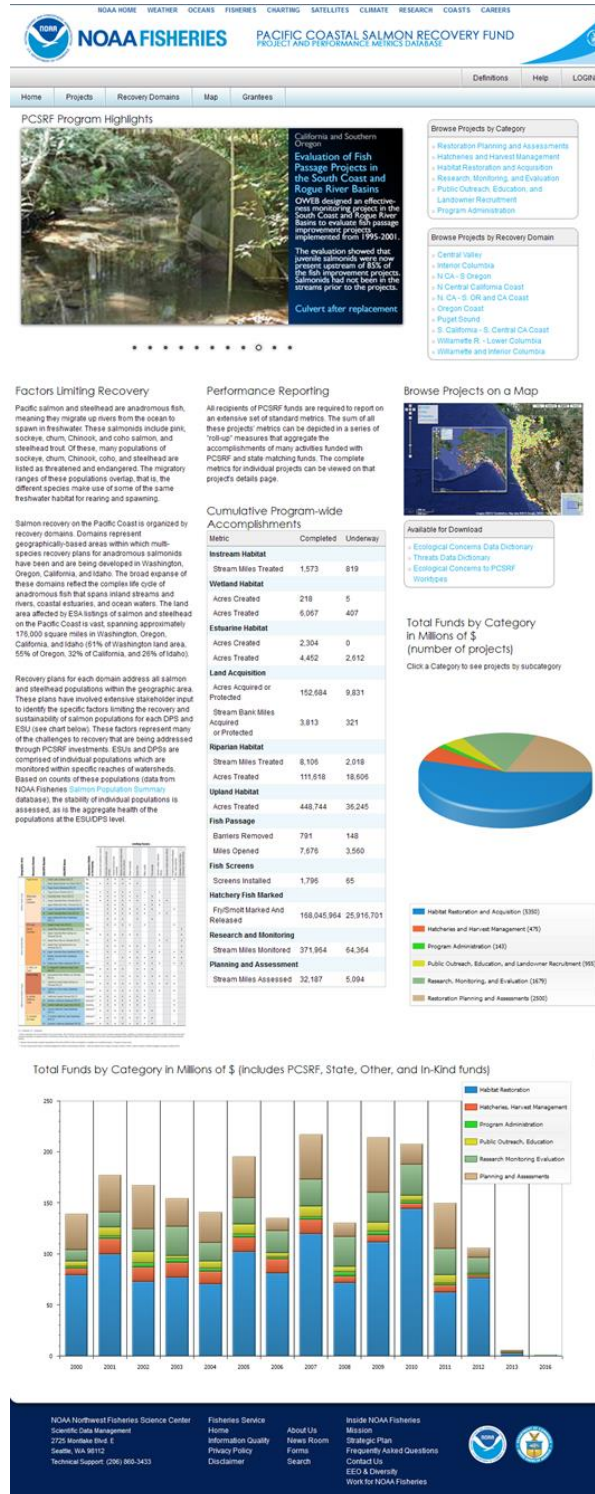 NOAA HOME WEATHER OCEANS FISHERIES CHARTING SATELLITES CLIMATE RESEARCH COASTS CAREERS
NOAA FISHERIES
PACIFIC COASTAL SALMON RECOVERY FUND
PROJECT AND PERFORMANCE METRICS DATABASE
Definitions Help LOGIN
Home Projects Recovery Domains Map Grantees
PCSRF Program Highlights
California and Southern
Oregon
Evaluation of Fish
Passage Projects in
the South Coast and
Rogue River Basins
OWEB designed an effective-
ness monitoring project in the
South Coast and Rogue River
Basins to evaluate fish passage
improvement projects
implemented from 1995-2001.
The evaluation showed that
juvenile salmonids were now
present upstream of 85% of
the fish improvement projects.
Salmonids had not been in the
streams prior to the projects.
Culvert after replacement
Browse Projects by Category
Restoration Planning and Assessments
Hatcheries and Harvest Management
Habitat Restoration and Acquisition
Research, Monitoring, and Evaluation
Public Outreach, Education, and
Landowner Recruitment
Program Administration
Browse Projects by Recovery Domain
Central Valley
Interior Columbia
N CA - S Oregon
N Central California Coast
N. CA - S. OR and CA Coast
Oregon Coast
Puget Sound
S. California - S. Central CA Coast
Willamette R. - Lower Columbia
Willamette and Interior Columbia
Factors Limiting Recovery
Pacific salmon and steelhead are anadromous fish,
meaning they migrate up rivers from the ocean to
spawn in freshwater. These salmonids include pink,
sockeye, chum, Chinook, and coho salmon, and
steelhead trout. Of these, many populations of
sockeye, chum, Chinook, coho, and steelhead are
listed as threatened and endangered. The migratory
ranges of these populations overlap, that is, the
different species make use of some of the same
freshwater habitat for rearing and spawning.
Salmon recovery on the Pacific Coast is organized by
recovery domains. Domains represent
geographically-based areas within which multi-
species recovery plans for anadromous salmonids
have been and are being developed in Washington,
Oregon, California, and Idaho. The broad expanse of
these domains reflect the complex life cycle of
anadromous fish that spans inland streams and
rivers, coastal estuaries, and ocean waters. The land
area affected by ESA listings of salmon and steelhead
on the Pacific Coast is vast, spanning approximately
176,000 square miles in Washington, Oregon,
California, and Idaho (61% of Washington land area,
55% of Oregon, 32% of California, and 26% of Idaho).
Recovery plans for each domain address all salmon
and steelhead populations within the geographic area.
These plans have involved extensive stakeholder input
to identify the specific factors limiting the recovery and
sustainability of salmon populations for each DPS and
ESU (see chart below). These factors represent many
of the challenges to recovery that are being addressed
through PCSRF investments. ESUs and DPSs are
comprised of individual populations which are
monitored within specific reaches of watersheds.
Based on counts of these populations (data from
NOAA Fisheries Salmon Population Summary
database), the stability of individual populations is
assessed, as is the aggregate health of the
populations at the ESU/DPS level.
Performance Reporting
All recipients of PCSRF funds are required to report on
an extensive set of standard metrics. The sum of all
these projects' metrics can be depicted in a series of
"roll-up" measures that aggregate the
accomplishments of many activities funded with
PCSRF and state matching funds. The complete
metrics for individual projects can be viewed on that
project's details page.
Cumulative Program-wide
Accomplishments
Metric Completed Underway
Instream Habitat
Stream Miles Treated 1,573 819
Wetland Habitat
Acres Created 218 5
Acres Treated 6,067 407
Estuarine Habitat
Acres Created 2,304 0
Acres Treated 4,452 2,612
Land Acquisition
Acres Acquired or
Protected 152,684 9,831
Stream Bank Miles
Acquired
or Protected 3,813 321
Riparian Habitat
Stream Miles Treated 8,106 2,018
Acres Treated 111,618 18,606
Upland Habitat
Acres Treated 448,744 36,245
Fish Passage
Barriers Removed 791 148
Miles Opened 7,676 3,560
Fish Screens
Screens Installed 1,796 65
Hatchery Fish Marked
Fry/Smolt Marked And
Released 168,045,964 25,916,701
Research and Monitoring
Stream Miles Monitored 371,964 64,364
Planning and Assessment
Stream Miles Assessed 32,187 5,094
Browse Projects on a Map
Available for Download
Ecological Concerns Data Dictionary
Threats Data Dictionary
Ecological Concerns to PCSRF
Worktypes
Total Funds by Category
in Millions of $
(number of projects)
Click a Category to see projects by subcategory
Habitat Restoration and Acquisition (5350)
Hatcheries and Harvest Management (475)
Program Administration (143)
Public Outreach, Education, and Landowner Recruitment (955)
Research, Monitoring, and Evaluation (1679)
Restoration Planning and Assessments (2500)
Total Funds by Category in Millions of $ (includes PCSRF, State, Other, and In-Kind funds)
Habitat Restoration
Hatcheries, Harvest Management
Program Administration
Public Outreach, Education
Research Monitoring Evaluation
Planning and Assessments
250
200
150
100
50
0
2000 2001 2002 2003 2004 2005 2006 2007 2008 2009 2010 2011 2012 2013 2016
NOAA Northwest Fisheries Science Center
Scientific Data Management
2725 Montlake Blvd. E
Seattle, WA 98112
Technical Support: (206) 860-3433
Fisheries Service
Home
Information Quality
Privacy Policy
Disclaimer
About Us
News Room
Forms
Search
Inside NOAA Fisheries
Mission
Strategic Plan
Frequently Asked Questions
Contact Us
EEO & Diversity
Work for NOAA Fisheries